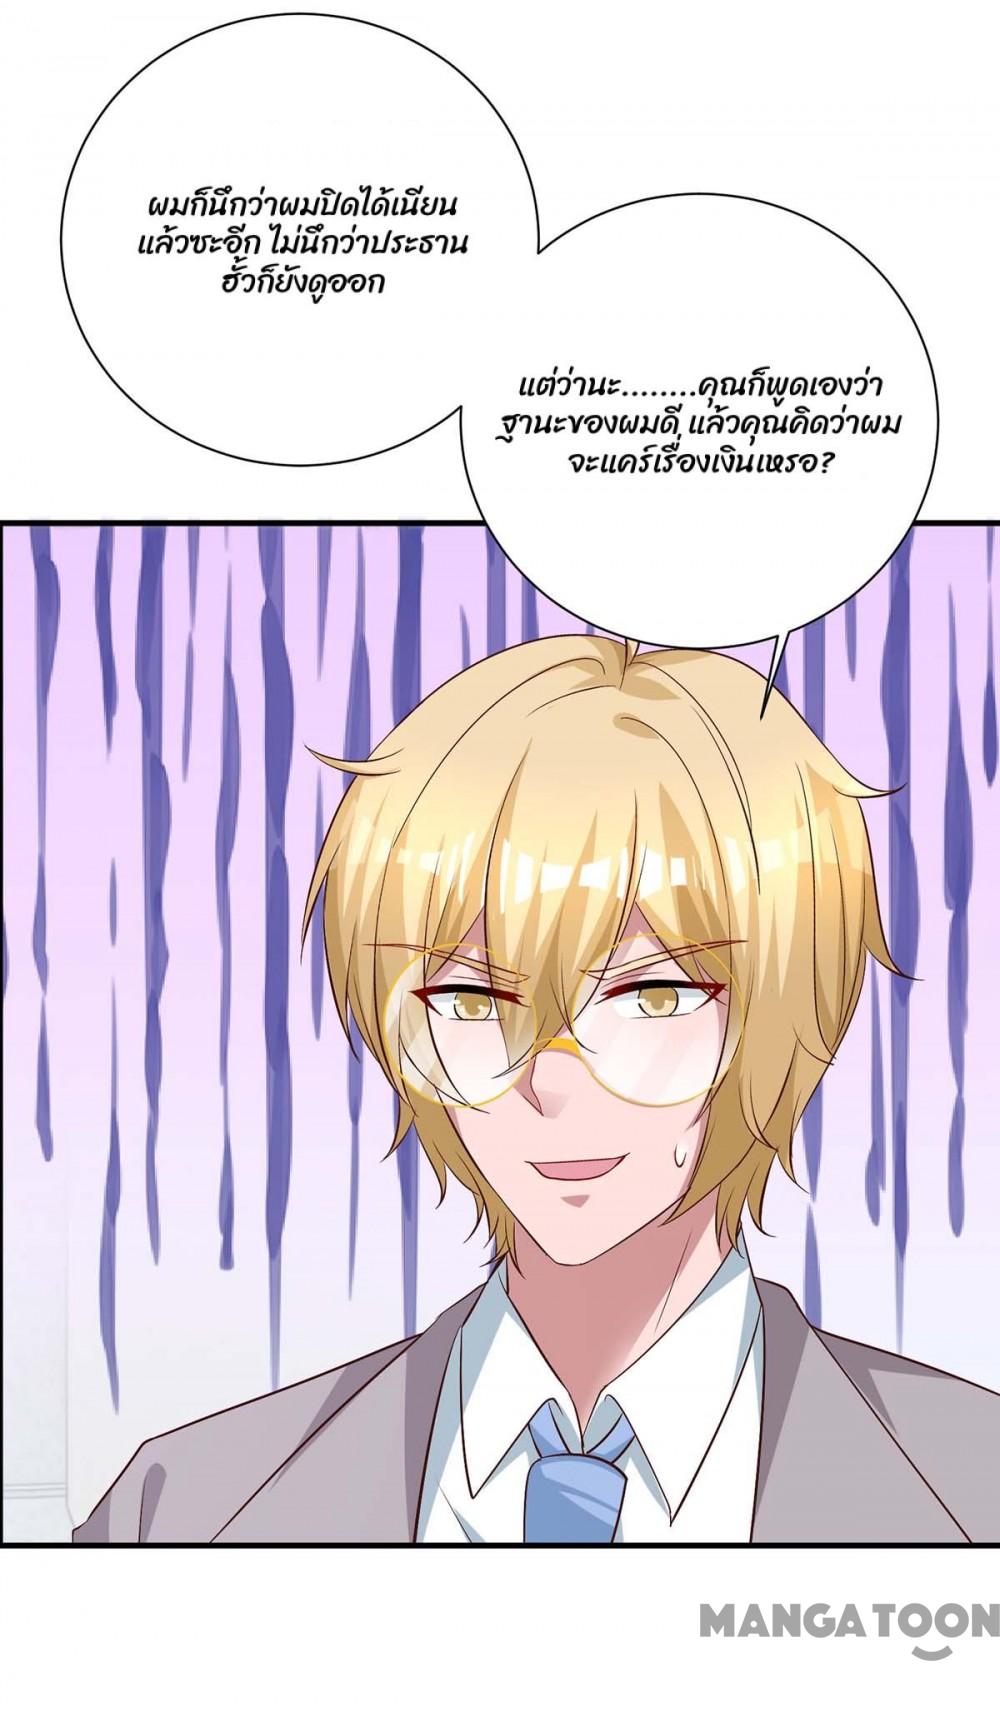 ผมก็นึกว่าผมปิดได้เนียน
แล้วซะอีก ไม่นึกว่าประธาน
ฮั้วก็ยังดูออก
แต่ว่านะ........คุณก็พูดเองว่า
ฐานะของผมดี แล้วคุณคิดว่าผม
จะแคร์เรื่องเงินเหรอ?
MANGATOON